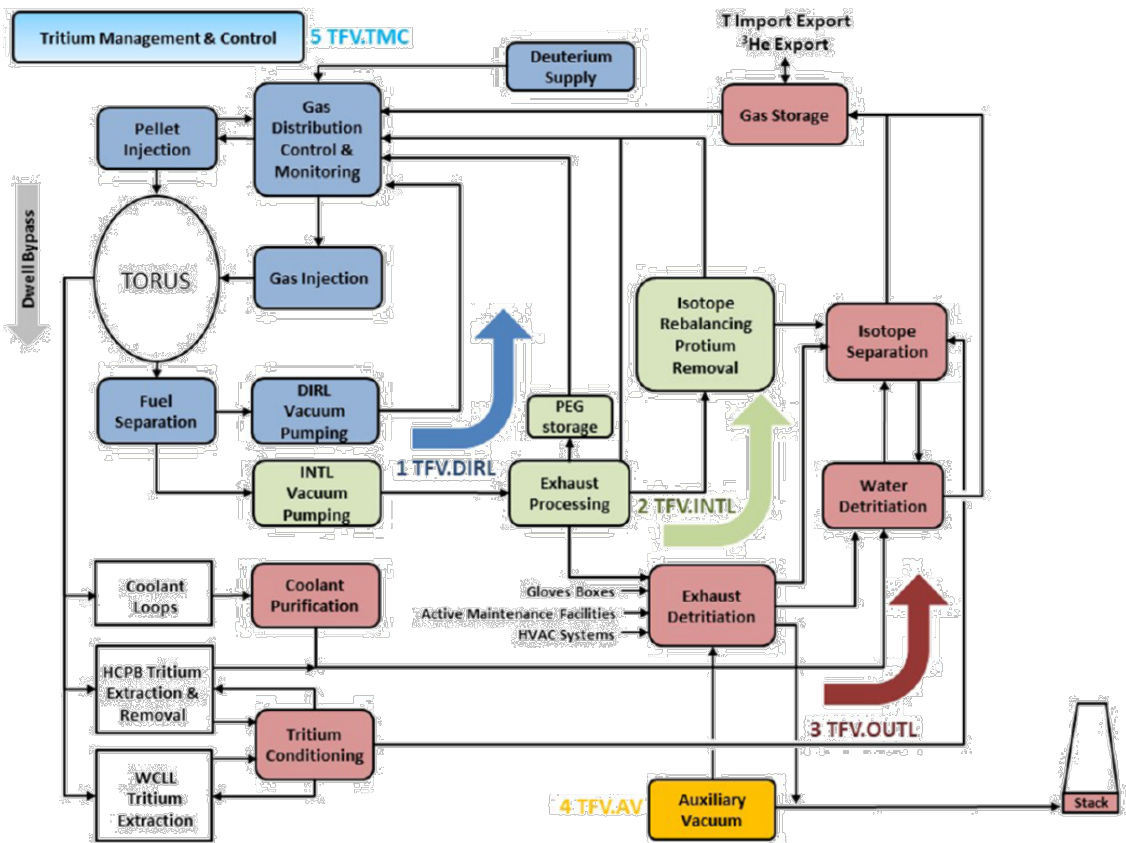 Tritium Management & Control
5 TFV.TMC
T Import Export
³He Export
Deuterium
Supply
Gas
Distribution
Control &
Monitoring
Gas Storage
Pellet
Injection
Dwell Bypass
TORUS
Gas Injection
Isotope
Rebalancing
Protium
Removal
Isotope
Separation
Fuel
Separation
DIRL
Vacuum
Pumping
PEG
storage
1 TFV.DIRL
INTL
Vacuum
Pumping
Exhaust
Processing
2 TFV.INTL
Water
Detritiation
Coolant
Loops
Coolant
Purification
Gloves Boxes
Active Maintenance Facilities
HVAC Systems
Exhaust
Detritiation
HCPB Tritium
Extraction &
Removal
Tritium
Conditioning
3 TFV.OUTL
WCLL
Tritium
Extraction
4 TFV.AV
Auxiliary
Vacuum
Stack